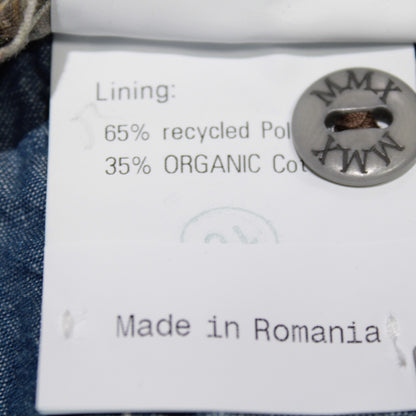 Lining:
65% recycled Pol
35% ORGANIC Cot
MMX
MMX
Made in Romania